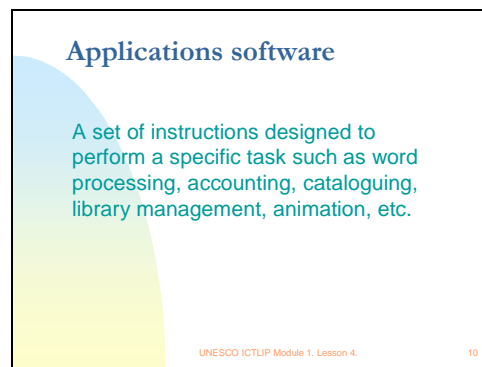 Applications software
A set of instructions designed to
perform a specific task such as word
processing, accounting, cataloguing,
library management, animation, etc.
UNESCO ICTLIP Module 1. Lesson 4.
10